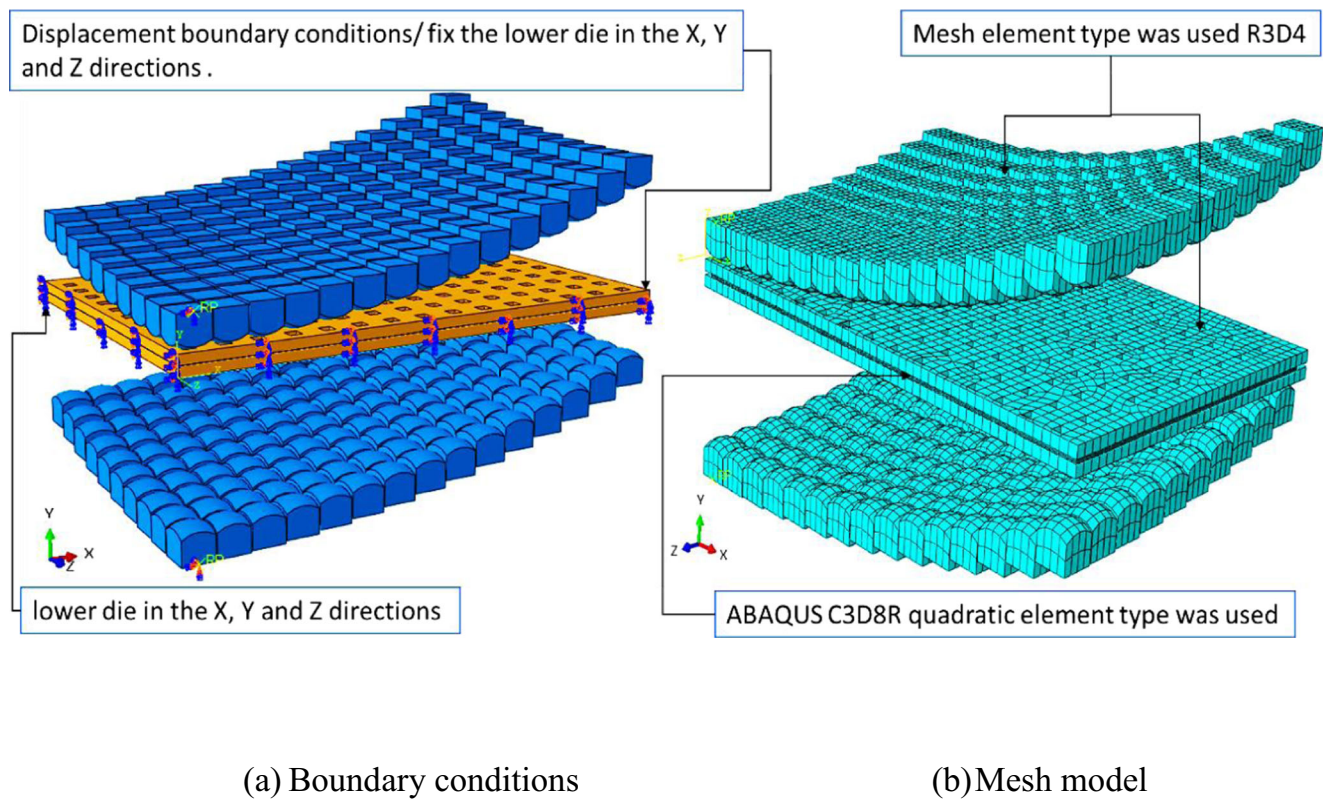 Displacement boundary conditions/ fix the lower die in the X, Y
and Z directions .
Mesh element type was used R3D4
RP
Y
X
Z
RP
Y
X
Z
lower die in the X, Y and Z directions
RP
Y
Z
X
ABAQUS C3D8R quadratic element type was used
(a) Boundary conditions
(b) Mesh model